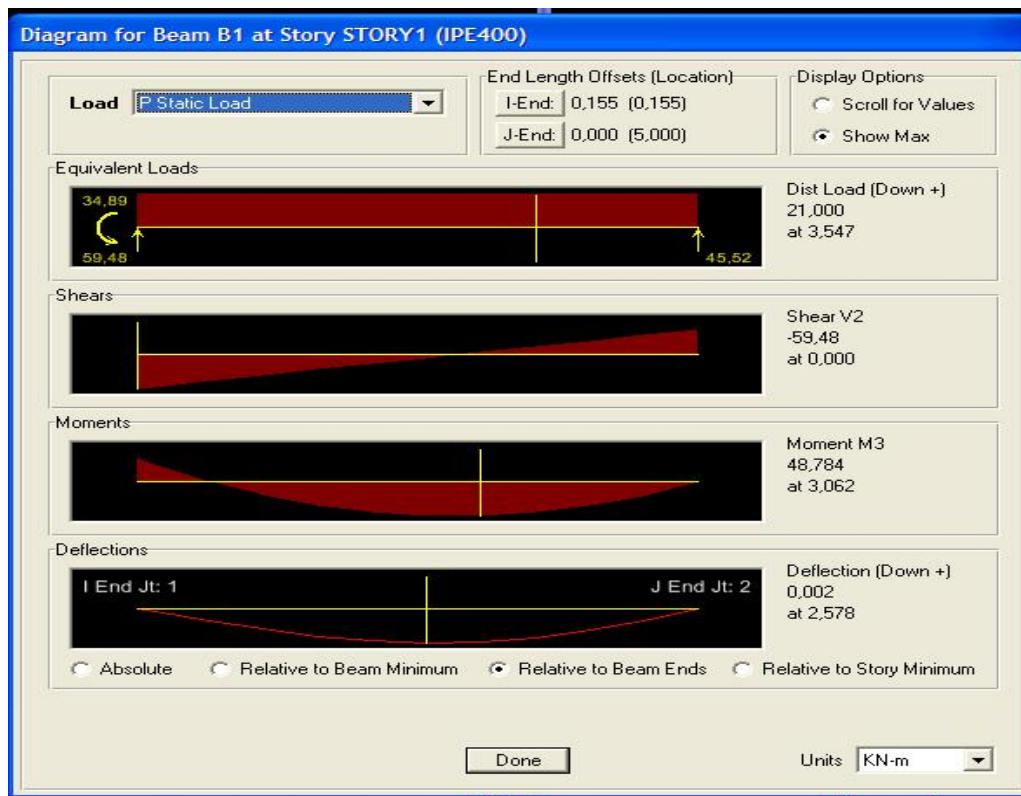 Diagram for Beam B1 at Story STORY1 (IPE400)
Load P Static Load
End Length Offsets (Location)
I-End: 0,155 (0,155)
J-End: 0,000 (5,000)
Display Options
Scroll for Values
Show Max
Equivalent Loads
34,89
59,48
45,52
Dist Load (Down +)
21,000
at 3,547
Shears
Shear V2
-59,48
at 0,000
Moments
Moment M3
48,784
at 3,062
Deflections
I End Jt: 1
J End Jt: 2
Deflection (Down +)
0,002
at 2,578
Absolute Relative to Beam Minimum Relative to Beam Ends Relative to Story Minimum
Done
Units KN-m